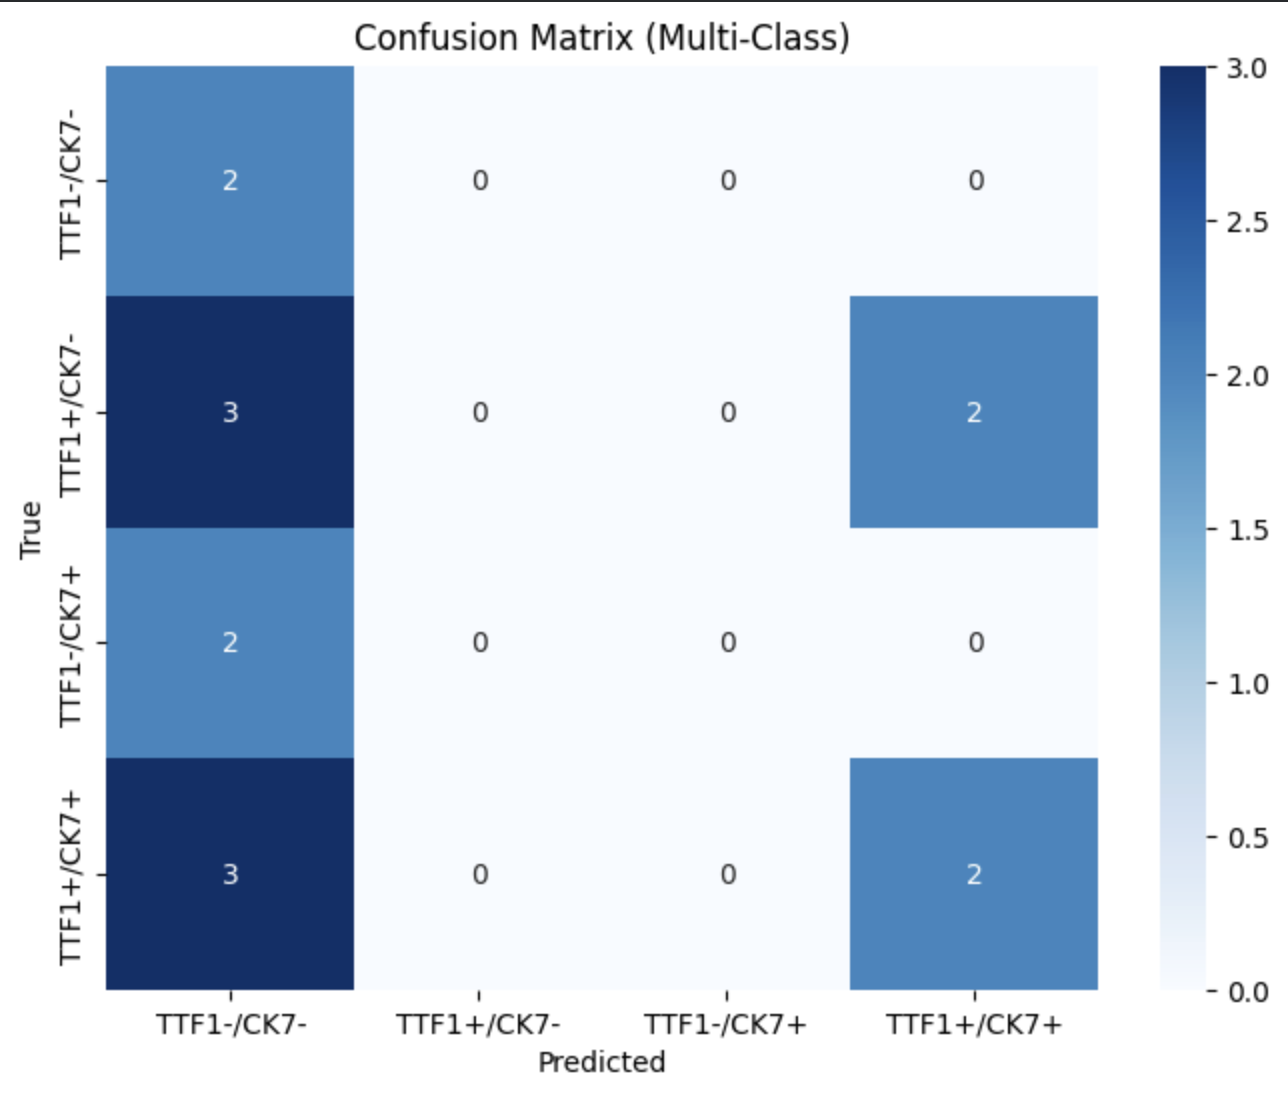 Confusion Matrix (Multi-Class)
True
TTF1-/CK7-
2 0 0 0
TTF1+/CK7-
3 0 0 2
TTF1-/CK7+
2 0 0 0
TTF1+/CK7+
3 0 0 2
TTF1-/CK7- TTF1+/CK7- TTF1-/CK7+ TTF1+/CK7+
Predicted
3.0
2.5
2.0
1.5
1.0
0.5
0.0